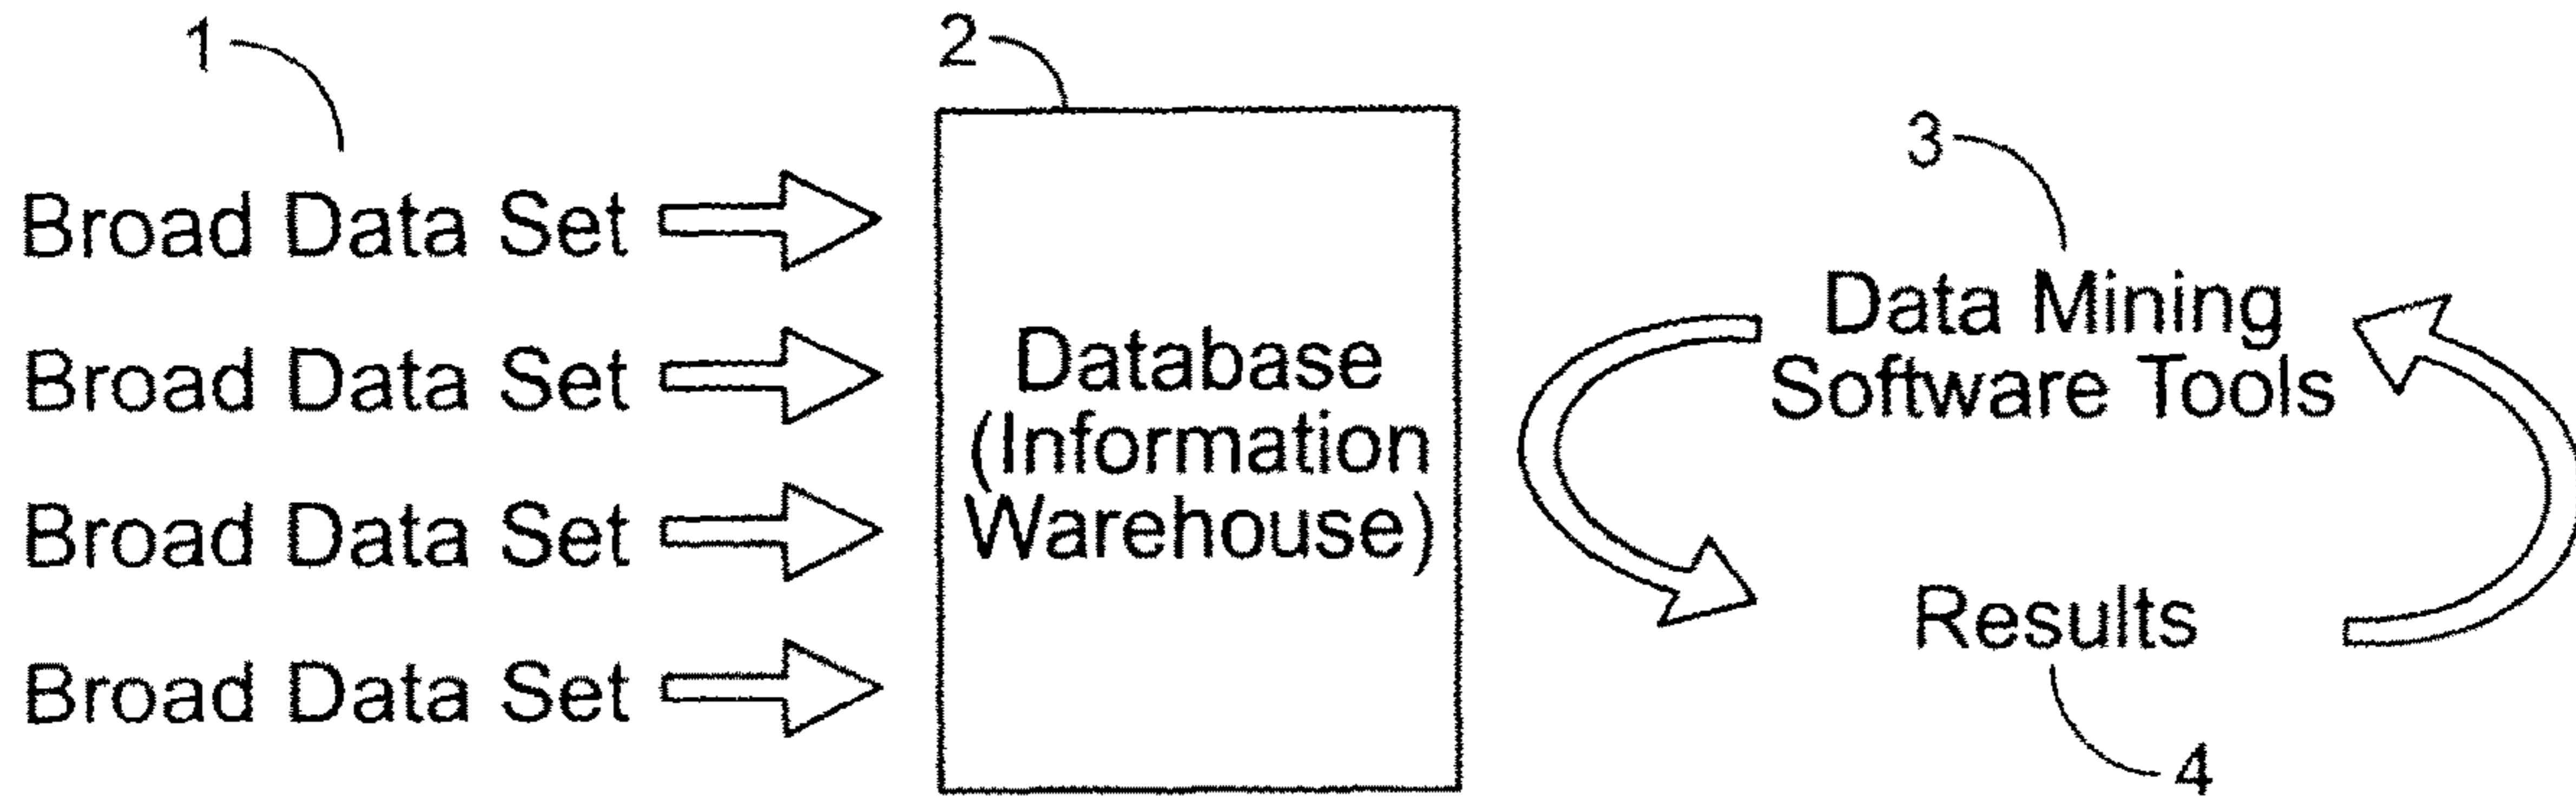 1
Broad Data Set
Broad Data Set
Broad Data Set
Broad Data Set
2
Database
(Information
Warehouse)
3
Data Mining
Software Tools
Results
4